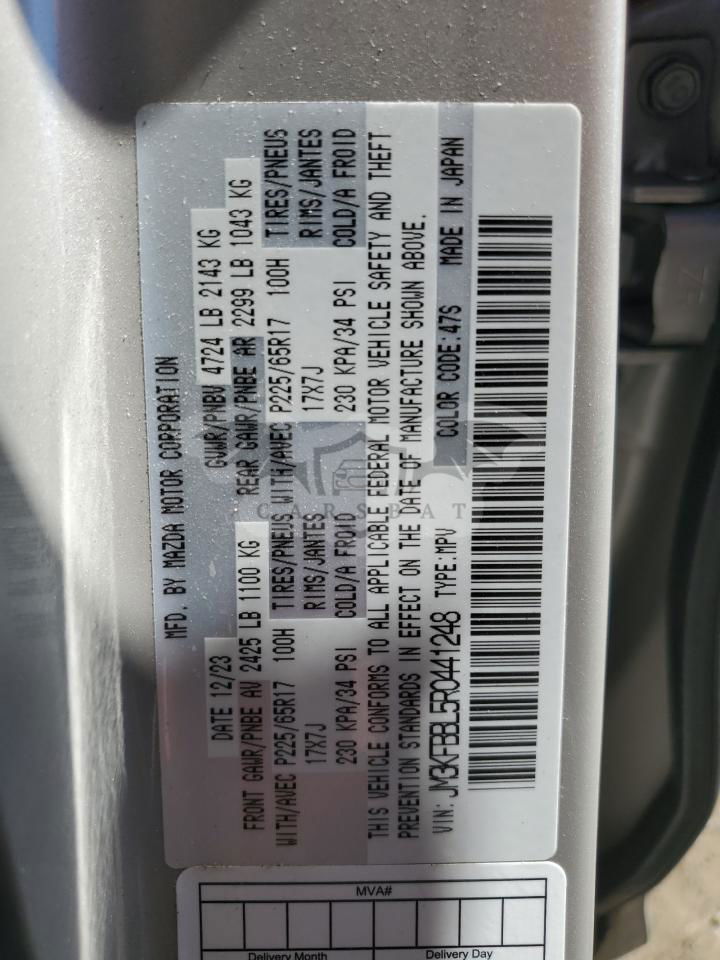 MFD. BY MAZDA MOTOR CORPORATION
DATE 12/23 GVWR/PNBV 4724 LB 2143 KG
FRONT GAWR/PNBE AV 2425 LB 1100 KG REAR GAWR/PNBE AR 2299 LB 1043 KG
WITH/AVEC P225/65R17 100H TIRES/PNEUS WITH/AVEC P225/65R17 100H TIRES/PNEUS
17X7J RIMS/JANTES 17X7J RIMS/JANTES
230 KPA/34 PSI COLD/A FROID 230 KPA/34 PSI COLD/A FROID
THIS VEHICLE CONFORMS TO ALL APPLICABLE FEDERAL MOTOR VEHICLE SAFETY AND THEFT
PREVENTION STANDARDS IN EFFECT ON THE DATE OF MANUFACTURE SHOWN ABOVE.
VIN: JM3KFBBL5R0441248 TYPE:MPV COLOR CODE:47S MADE IN JAPAN
CARSBAT
MVA#
Delivery Month Delivery Day